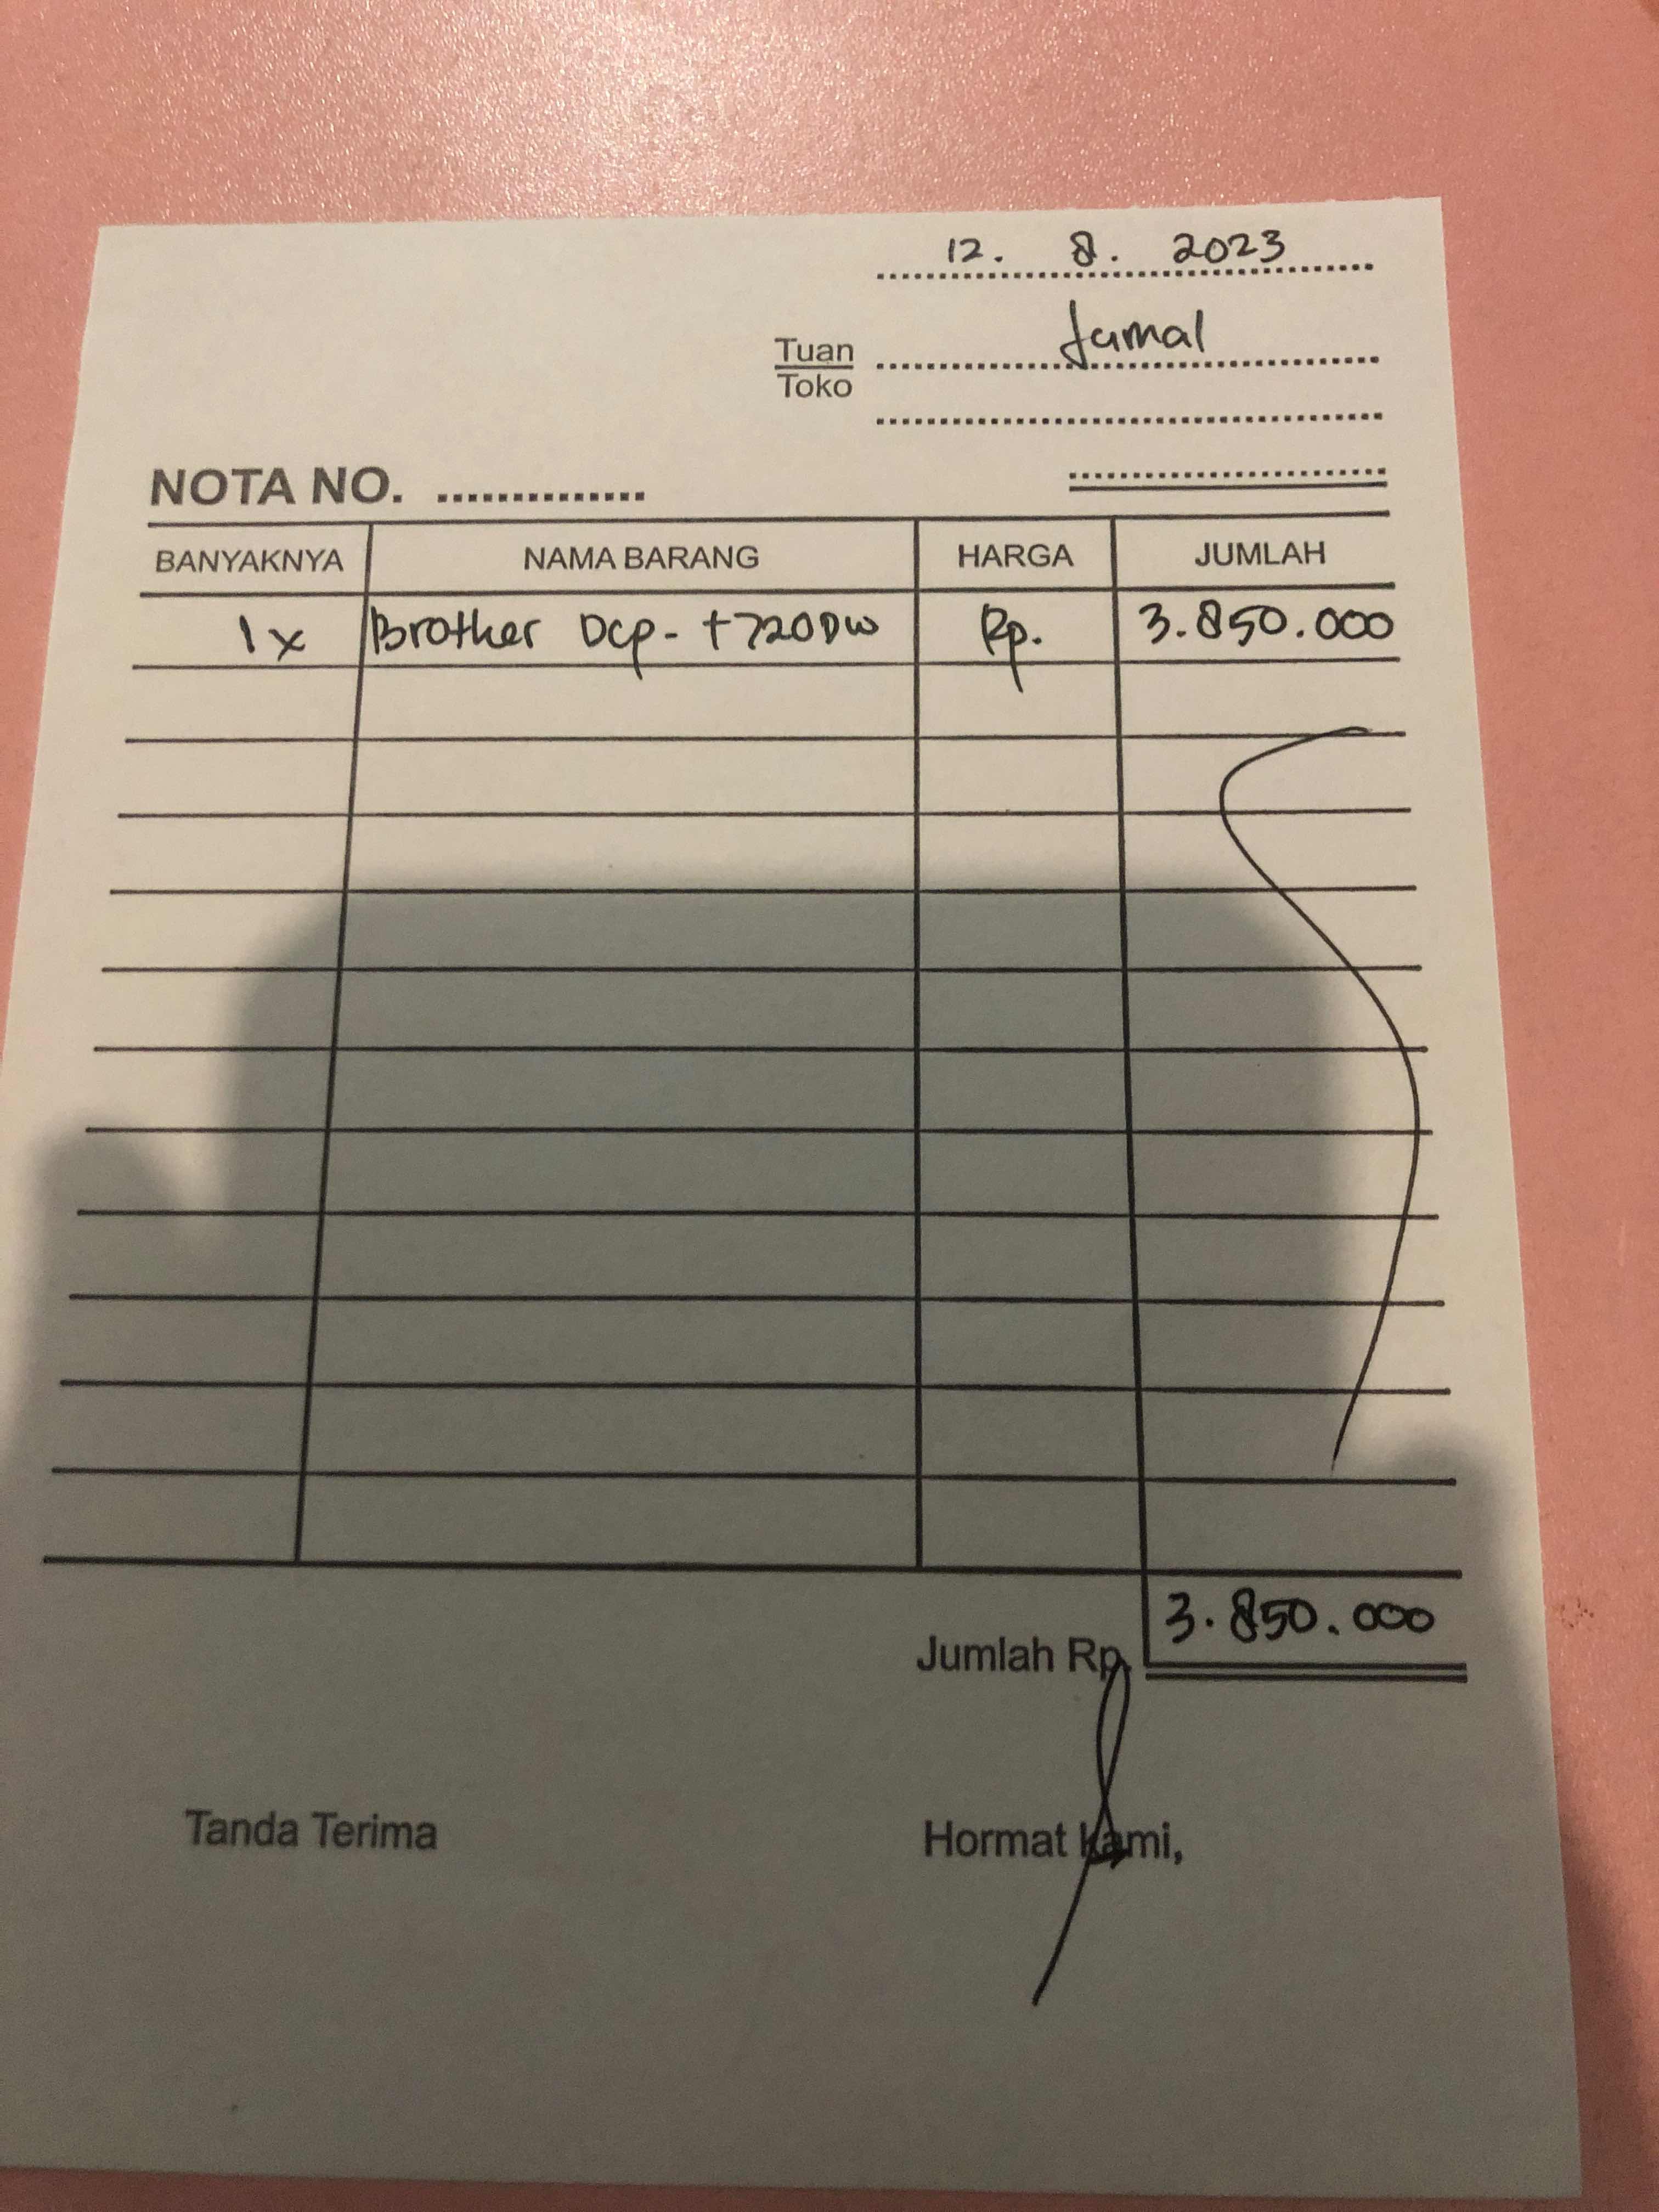 12. 8. 2023
Tuan Jamal
Toko
NOTA NO. ..............
BANYAKNYA NAMA BARANG HARGA JUMLAH
1x Brother Dcp-t720DW Rp. 3.850.000
Jumlah Rp. 3.850.000
Tanda Terima Hormat Kami,